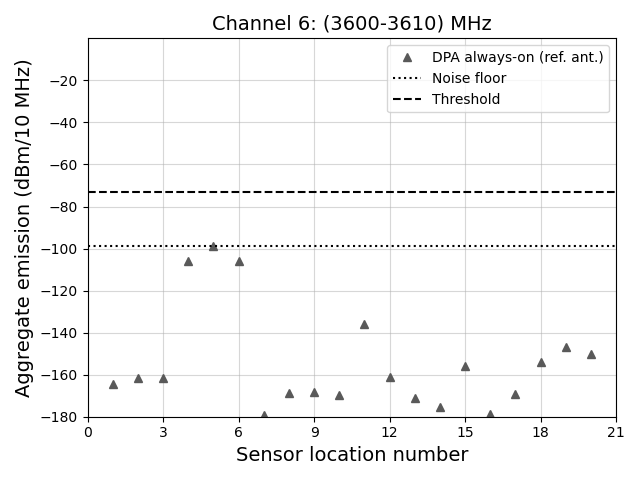 Channel 6: (3600-3610) MHz
DPA always-on (ref. ant.)
Noise floor
Threshold
Aggregate emission (dBm/10 MHz)
−20
−40
−60
−80
−100
−120
−140
−160
−180
0 3 6 9 12 15 18 21
Sensor location number